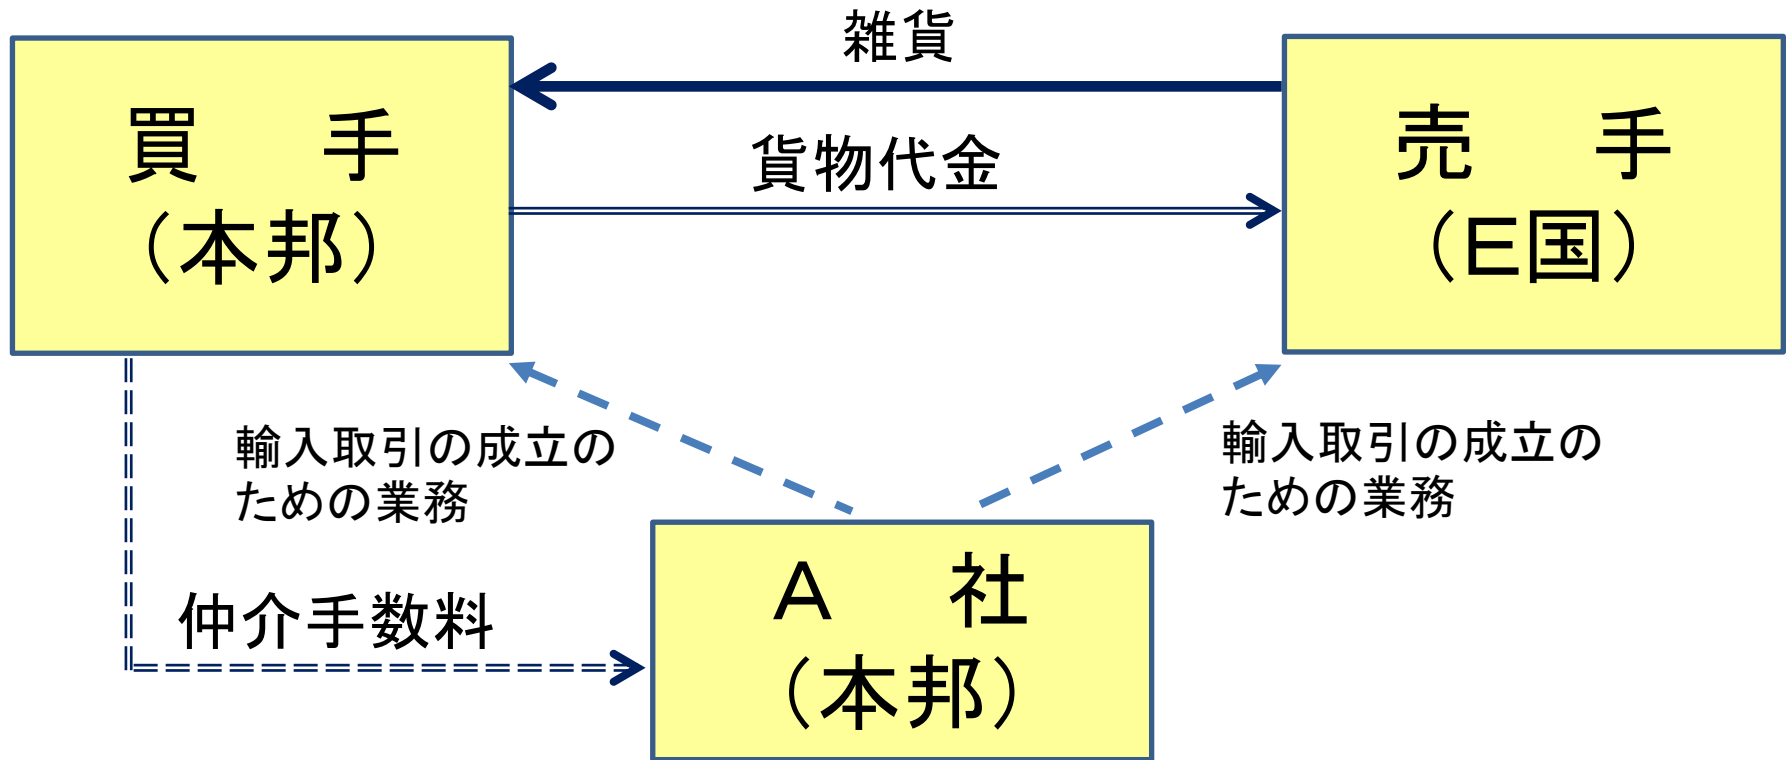 雑貨
買　手
（本邦）
貨物代金
売　手
（E国）
輸入取引の成立の
ための業務
輸入取引の成立の
ための業務
仲介手数料
A　社
（本邦）